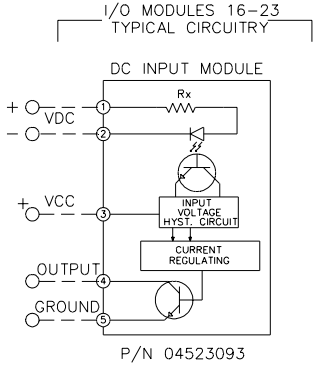 I/O MODULES 16-23
TYPICAL CIRCUITRY
DC INPUT MODULE
Rx
+ 1
VDC
- 2
INPUT
VOLTAGE
HYST. CIRCUIT
+ VCC 3
CURRENT
REGULATING
OUTPUT 4
GROUND 5
P/N 04523093